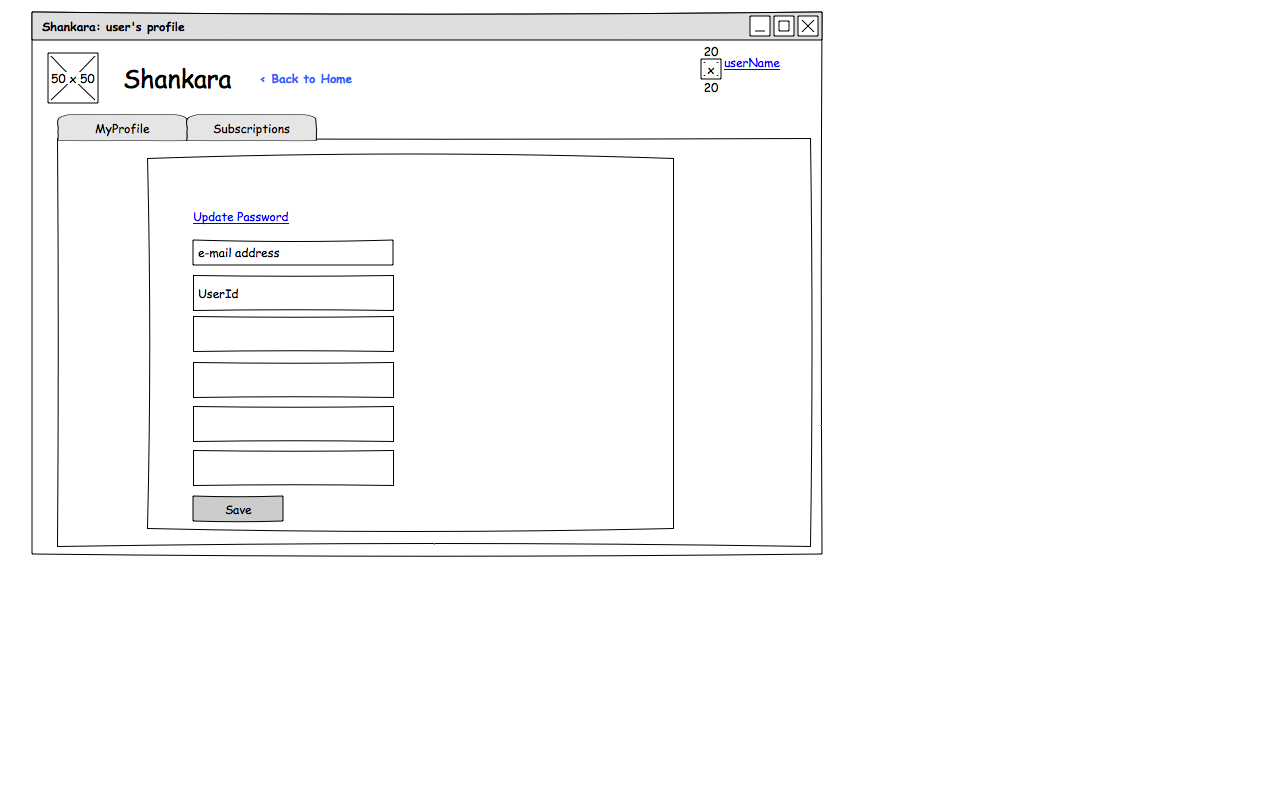 Shankara: user's profile
50 x 50
Shankara
< Back to Home
20
x
20
userName
MyProfile
Subscriptions
Update Password
e-mail address
UserId
Save